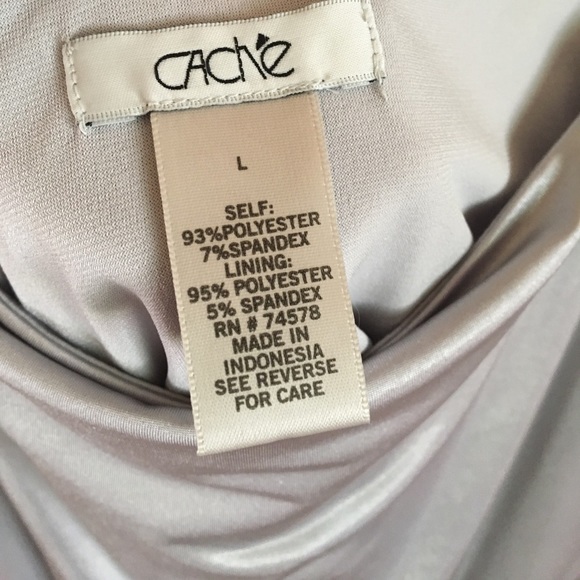 CAChé
L
SELF:
93%POLYESTER
7%SPANDEX
LINING:
95% POLYESTER
5% SPANDEX
RN # 74578
MADE IN
INDONESIA
SEE REVERSE
FOR CARE